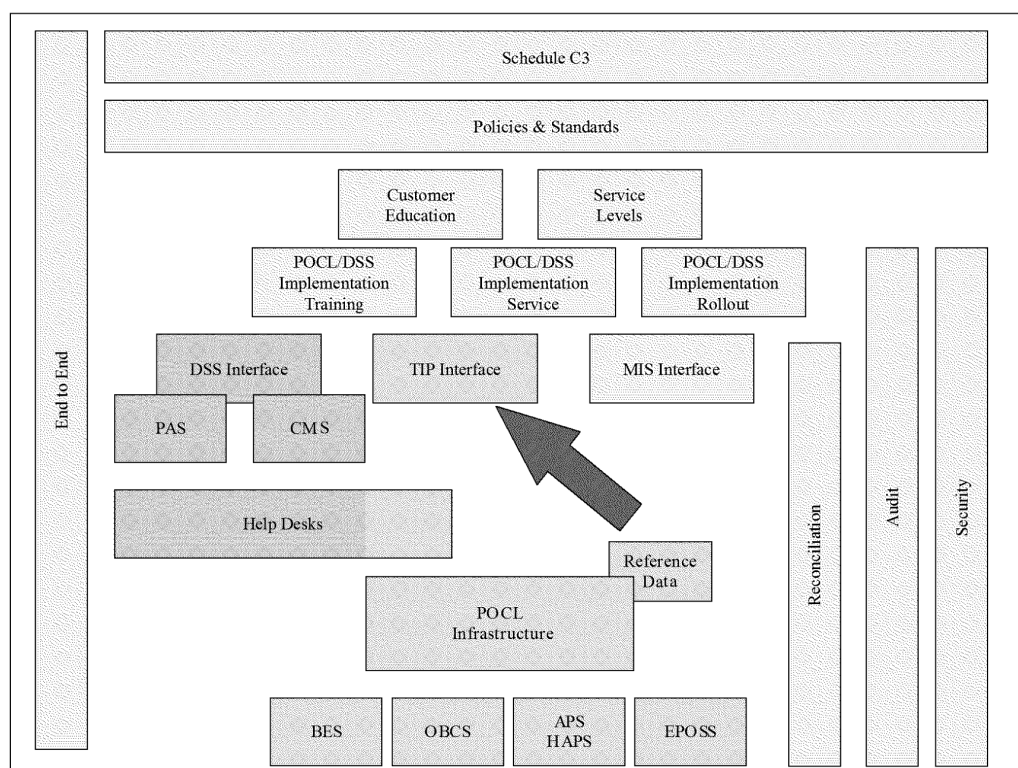 Schedule C3
Policies & Standards
End to End
Customer
Education
Service
Levels
POCL/DSS
Implementation
Training
POCL/DSS
Implementation
Service
POCL/DSS
Implementation
Rollout
DSS Interface
TIP Interface
MIS Interface
PAS
CMS
Help Desks
Reference
Data
POCL
Infrastructure
BES
OBCS
APS
HAPS
EPOSS
Reconciliation
Audit
Security